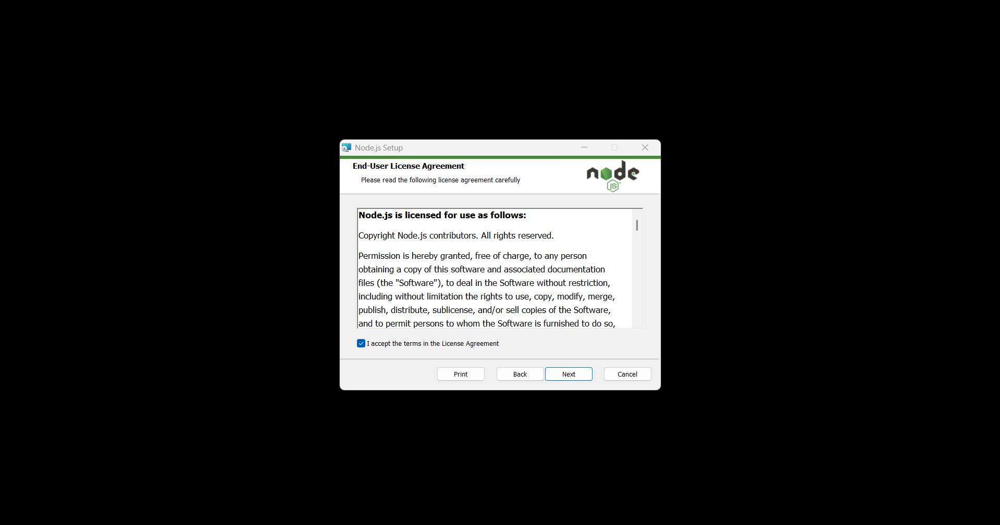 Node.js Setup
End-User License Agreement
Please read the following license agreement carefully
node
JS
Node.js is licensed for use as follows:
Copyright Node.js contributors. All rights reserved.
Permission is hereby granted, free of charge, to any person
obtaining a copy of this software and associated documentation
files (the "Software"), to deal in the Software without restriction,
including without limitation the rights to use, copy, modify, merge,
publish, distribute, sublicense, and/or sell copies of the Software,
and to permit persons to whom the Software is furnished to do so,
I accept the terms in the License Agreement
Print
Back
Next
Cancel